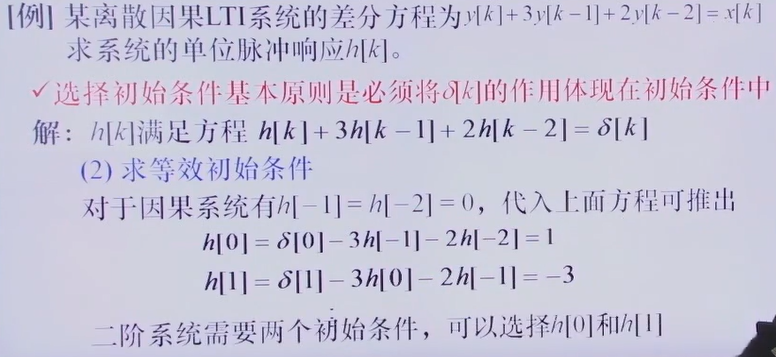 [例] 某离散因果LTI系统的差分方程为y[k]+3y[k−1]+2y[k−2]=x[k]
求系统的单位脉冲响应h[k]。
✓选择初始条件基本原则是必须将δ[k]的作用体现在初始条件中
解：h[k]满足方程 h[k]+3h[k−1]+2h[k−2]=δ[k]
(2) 求等效初始条件
对于因果系统有h[−1]=h[−2]=0，代入上面方程可推出
h[0]=δ[0]−3h[−1]−2h[−2]=1
h[1]=δ[1]−3h[0]−2h[−1]=−3
二阶系统需要两个初始条件，可以选择h[0]和h[1]